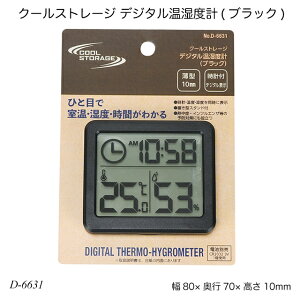 クールストレージ デジタル温湿度計 ( ブラック )
No.D-6631
COOL
STORAGE
クールストレージ
デジタル温湿度計
(ブラック)
薄型
10mm
時計付
ひと目で
室温・湿度・時間がわかる
AM 10:58
25℃ 53%
DIGITAL THERMO-HYGROMETER
D-6631
幅 80× 奥行 70× 高さ 10mm